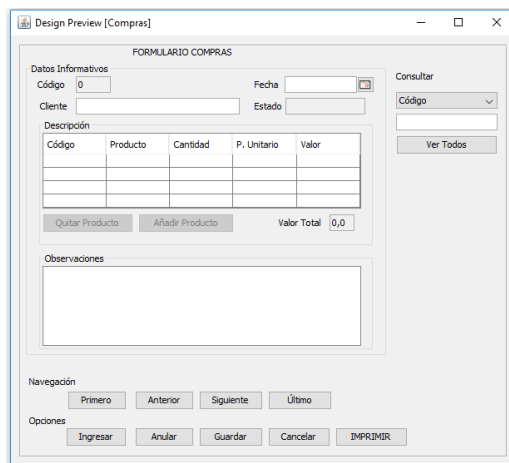 Design Preview [Compras]
FORMULARIO COMPRAS
Datos Informativos
Código 0 Fecha
Cliente Estado
Descripción
Código Producto Cantidad P. Unitario Valor
Quitar Producto Añadir Producto Valor Total 0,0
Observaciones
Consultar
Código
Ver Todos
Navegación
Primero Anterior Siguiente Último
Opciones
Ingresar Anular Guardar Cancelar IMPRIMIR